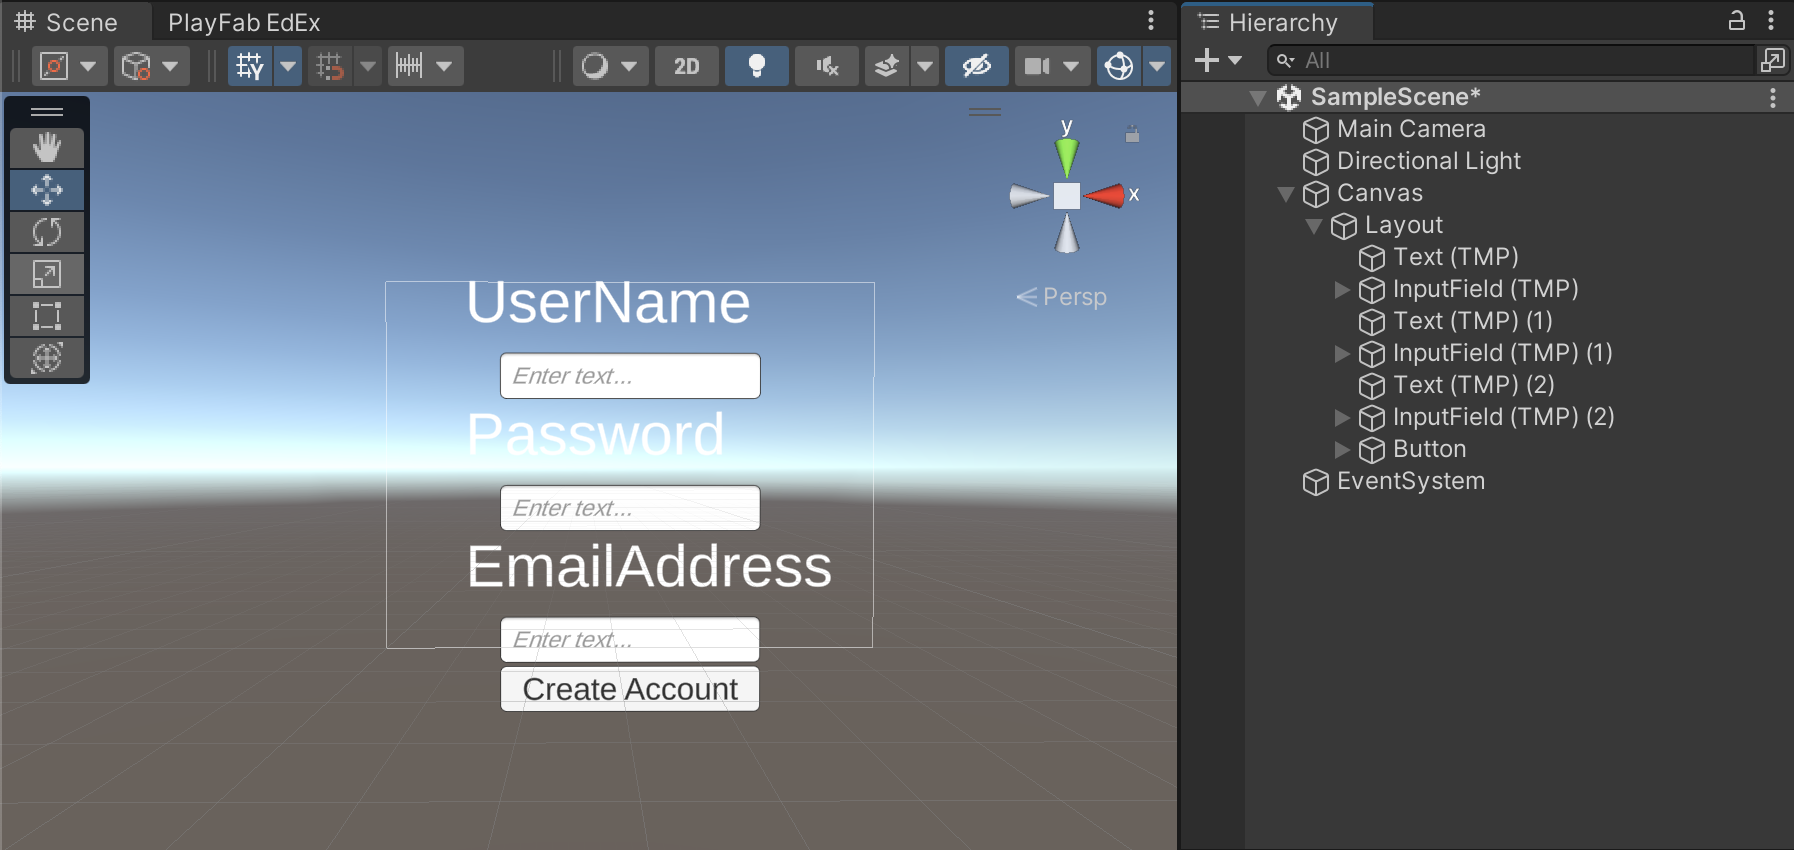 Scene
PlayFab EdEx
2D
y
x
Persp
UserName
Enter text...
Password
Enter text...
EmailAddress
Enter text...
Create Account
Hierarchy
All
SampleScene*
Main Camera
Directional Light
Canvas
Layout
Text (TMP)
InputField (TMP)
Text (TMP) (1)
InputField (TMP) (1)
Text (TMP) (2)
InputField (TMP) (2)
Button
EventSystem